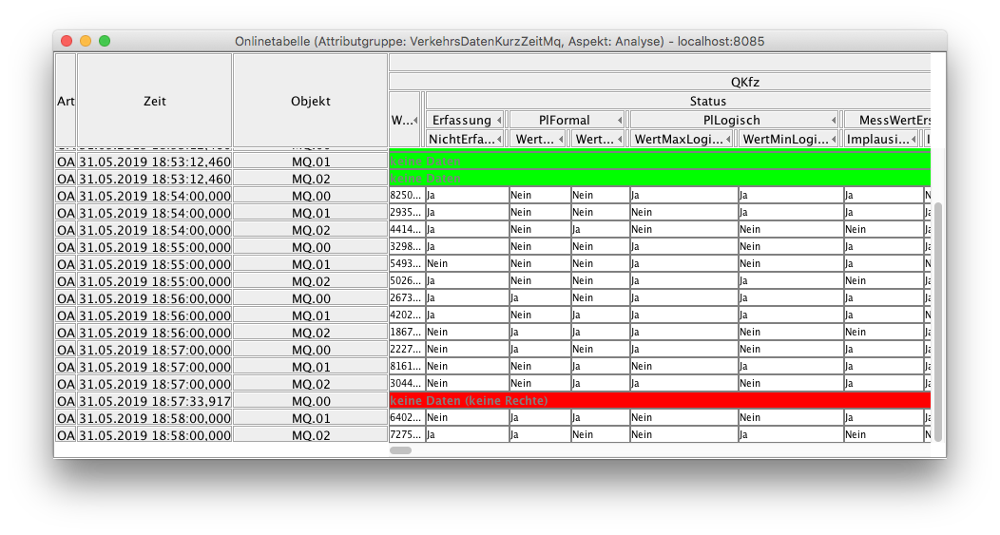 Onlinetabelle (Attributgruppe: VerkehrsDatenKurzZeitMq, Aspekt: Analyse) – localhost:8085
Art Zeit Objekt
QKfz
W... Status
Erfassung PlFormal PlLogisch MessWertErs
NichtErfa... Wert... Wert... WertMaxLogi... WertMinLogi... Implausi...
OA 31.05.2019 18:53:12,460 MQ.01 keine Daten
OA 31.05.2019 18:53:12,460 MQ.02 keine Daten
OA 31.05.2019 18:54:00,000 MQ.00 8250... Ja Nein Nein Ja Ja Ja N
OA 31.05.2019 18:54:00,000 MQ.01 2935... Ja Nein Nein Nein Nein Ja Ja
OA 31.05.2019 18:54:00,000 MQ.02 4414... Ja Nein Ja Nein Nein Nein Ja
OA 31.05.2019 18:55:00,000 MQ.00 3298... Ja Nein Nein Ja Nein Ja Ja
OA 31.05.2019 18:55:00,000 MQ.01 5493... Nein Nein Nein Ja Ja Ja N
OA 31.05.2019 18:55:00,000 MQ.02 5026... Ja Nein Nein Ja Ja Nein Ja
OA 31.05.2019 18:56:00,000 MQ.00 2673... Ja Ja Nein Ja Ja Ja N
OA 31.05.2019 18:56:00,000 MQ.01 4202... Ja Nein Ja Ja Nein Ja N
OA 31.05.2019 18:56:00,000 MQ.02 1867... Nein Ja Ja Ja Nein Nein Ja
OA 31.05.2019 18:57:00,000 MQ.00 2227... Nein Ja Nein Ja Nein Ja N
OA 31.05.2019 18:57:00,000 MQ.01 8161... Nein Nein Ja Nein Ja Ja Ja
OA 31.05.2019 18:57:00,000 MQ.02 3044... Nein Nein Ja Ja Nein Ja N
OA 31.05.2019 18:57:33,917 MQ.00 keine Daten (keine Rechte)
OA 31.05.2019 18:58:00,000 MQ.01 6402... Nein Ja Ja Nein Nein Ja Ja
OA 31.05.2019 18:58:00,000 MQ.02 7275... Ja Ja Nein Nein Ja Nein N